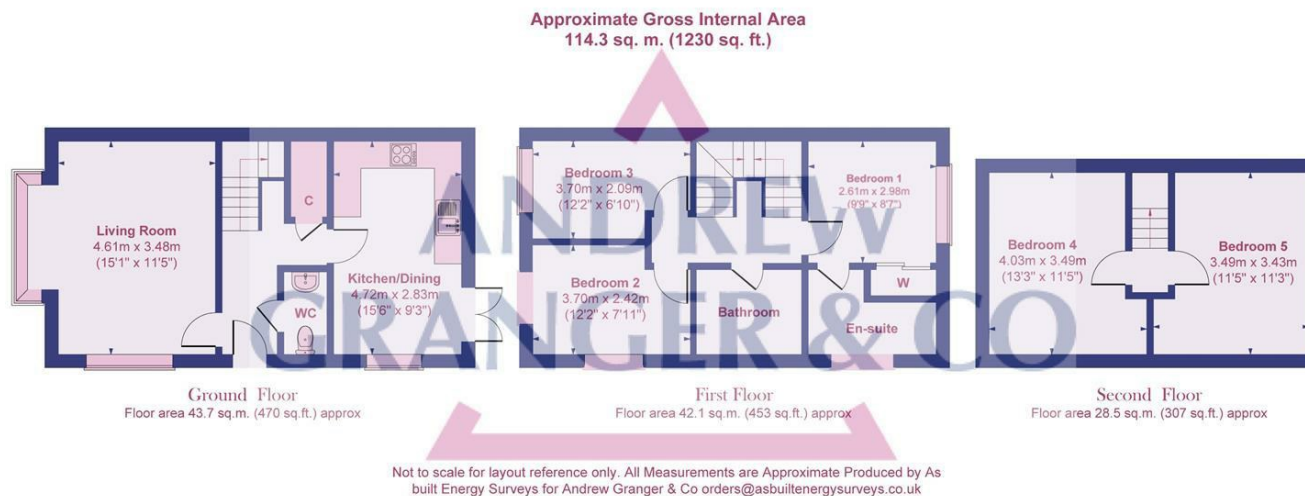 Approximate Gross Internal Area
114.3 sq. m. (1230 sq. ft.)
Living Room
4.61m x 3.48m
(15'1" x 11'5")
C
WC
Kitchen/Dining
4.72m x 2.83m
(15'6" x 9'3")
Ground Floor
Floor area 43.7 sq.m. (470 sq.ft.) approx
Bedroom 3
3.70m x 2.09m
(12'2" x 6'10")
Bedroom 1
2.61m x 2.98m
(9'9" x 8'7")
Bedroom 2
3.70m x 2.42m
(12'2" x 7'11")
Bathroom
W
En-suite
First Floor
Floor area 42.1 sq.m. (453 sq.ft.) approx
Bedroom 4
4.03m x 3.49m
(13'3" x 11'5")
Bedroom 5
3.49m x 3.43m
(11'5" x 11'3")
Second Floor
Floor area 28.5 sq.m. (307 sq.ft.) approx
ANDREW
GRANGER & CO
Not to scale for layout reference only. All Measurements are Approximate Produced by As
built Energy Surveys for Andrew Granger & Co orders@asbuiltenergysurveys.co.uk